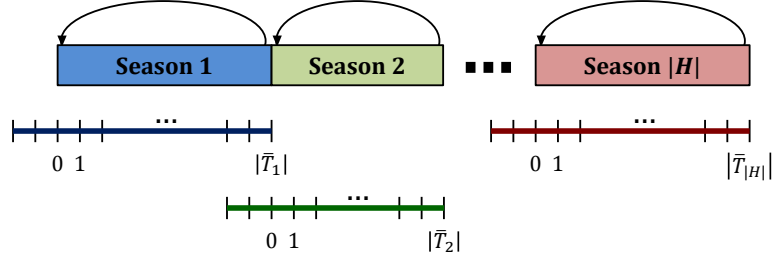 Season 1 Season 2 ... Season |H|
... ...
0 1 |T̅₁| 0 1 |T̅|H||
...
0 1 |T̅₂|